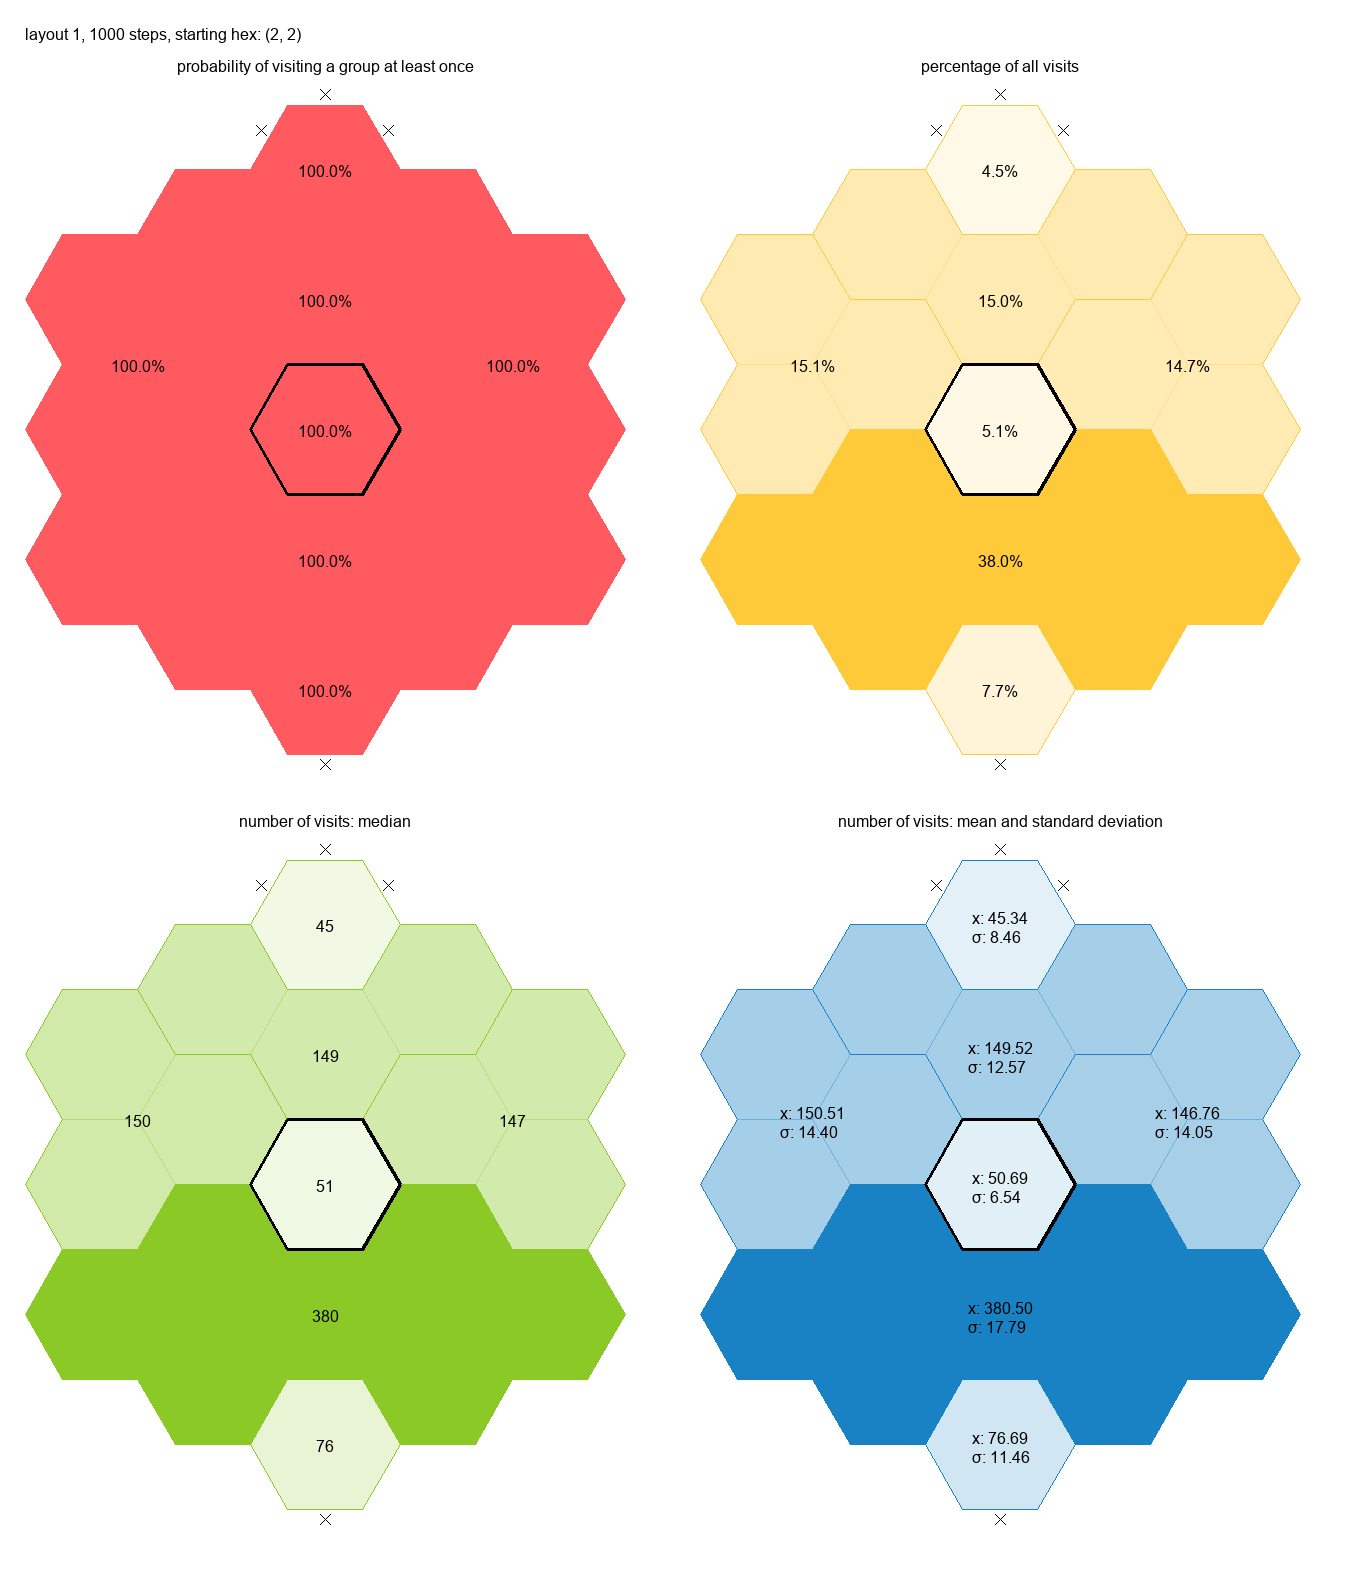 layout 1, 1000 steps, starting hex: (2, 2)
probability of visiting a group at least once
100.0%
100.0%
100.0%
100.0%
100.0%
100.0%
100.0%
percentage of all visits
4.5%
15.0%
15.1%
14.7%
5.1%
38.0%
7.7%
number of visits: median
45
149
150
147
51
380
76
number of visits: mean and standard deviation
x: 45.34
σ: 8.46
x: 149.52
σ: 12.57
x: 150.51
σ: 14.40
x: 146.76
σ: 14.05
x: 50.69
σ: 6.54
x: 380.50
σ: 17.79
x: 76.69
σ: 11.46